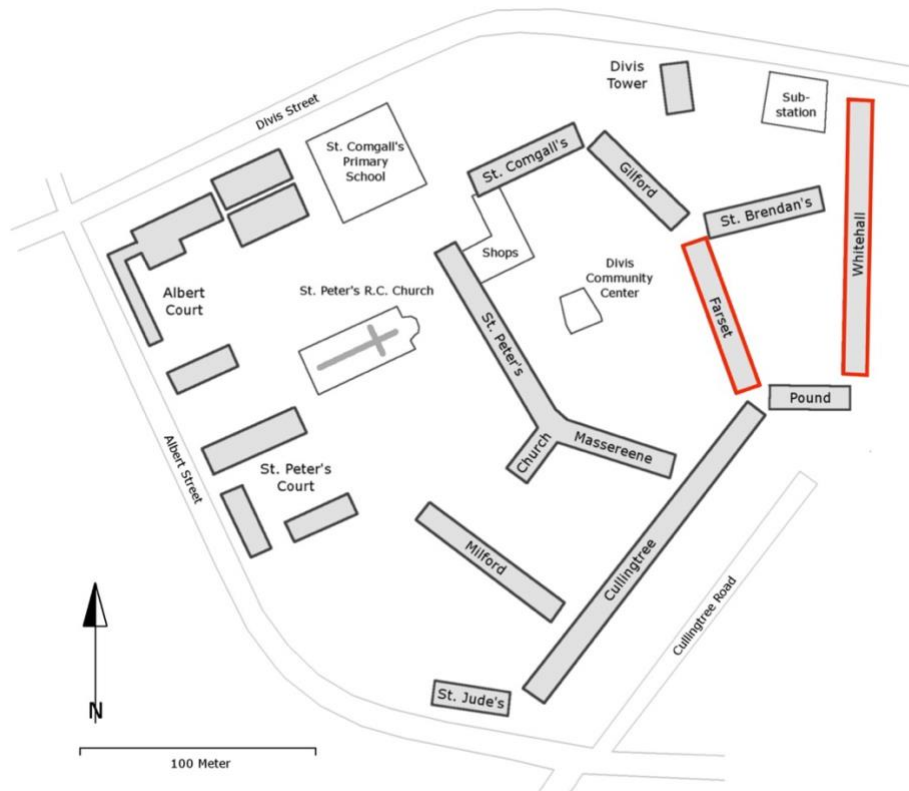 Divis
Tower
Sub-
station
Divis Street
St. Comgall's
Primary
School
St. Comgall's
Gilford
St. Brendan's
Whitehall
Shops
Divis
Community
Center
Albert
Court
St. Peter's R.C. Church
Farset
St. Peter's
Pound
Massereene
Church
Albert Street
St. Peter's
Court
Milford
Cullingtree
Cullingtree Road
St. Jude's
N
100 Meter